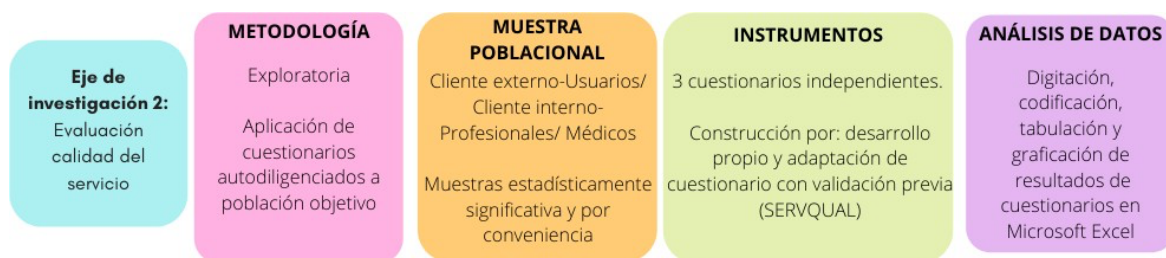 Eje de
investigación 2:
Evaluación
calidad del
servicio
METODOLOGÍA
Exploratoria
Aplicación de
cuestionarios
autodiligenciados a
población objetivo
MUESTRA
POBLACIONAL
Cliente externo-Usuarios/
Cliente interno-
Profesionales/ Médicos
Muestras estadísticamente
significativa y por
conveniencia
INSTRUMENTOS
3 cuestionarios independientes.
Construcción por: desarrollo
propio y adaptación de
cuestionario con validación previa
(SERVQUAL)
ANÁLISIS DE DATOS
Digitación,
codificación,
tabulación y
graficación de
resultados de
cuestionarios en
Microsoft Excel